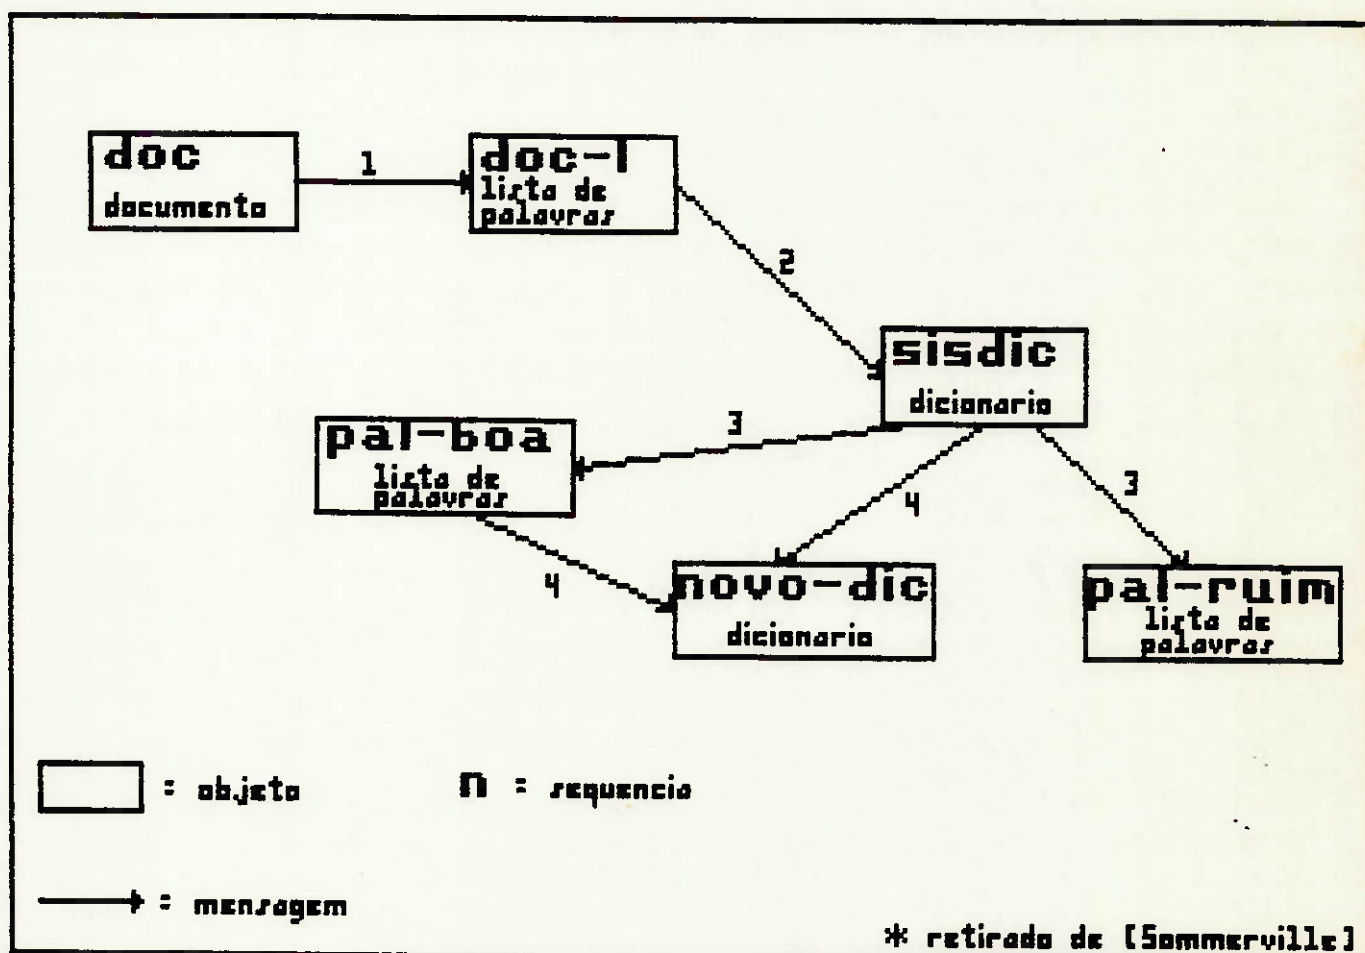 doc
documento
1
doc-l
lista de
palavras
2
sisdic
dicionario
3
pal-boa
lista de
palavras
4
3
4
novo-dic
dicionario
pal-ruim
lista de
palavras
= objeto
n = sequencia
= mensagem
* retirado de [Sommerville]